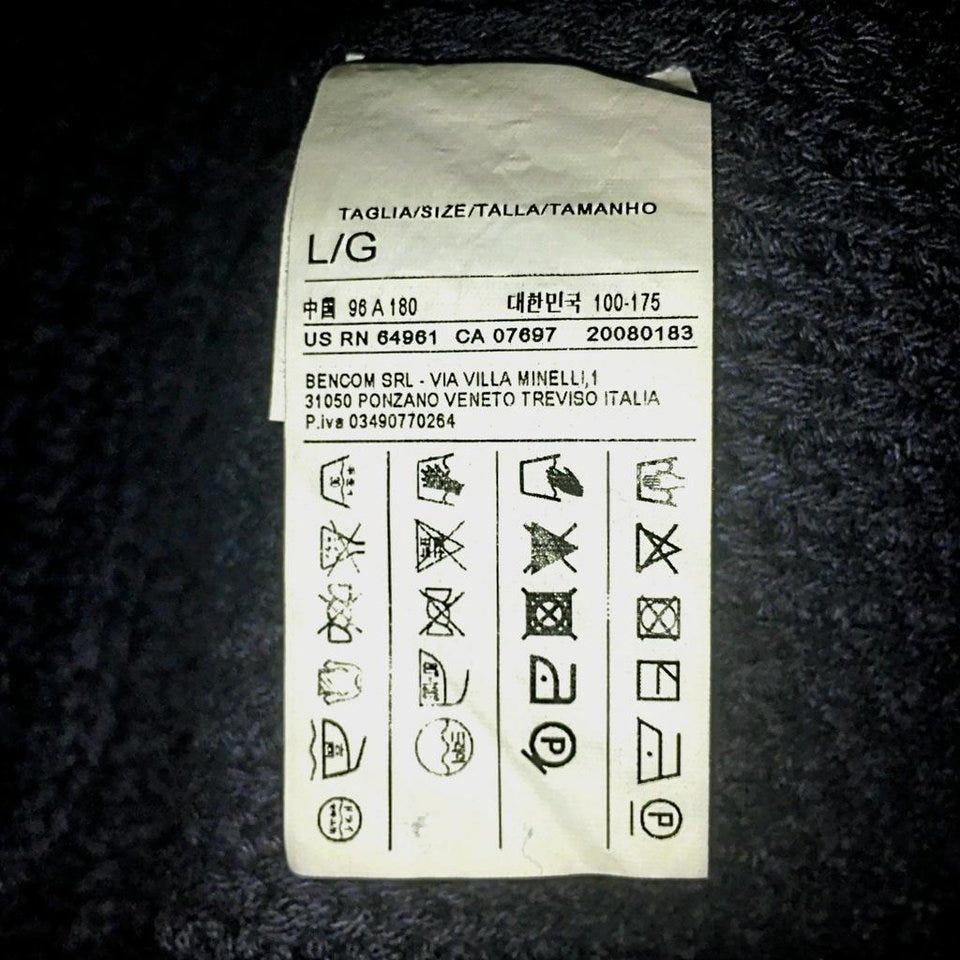 TAGLIA/SIZE/TALLA/TAMANHO
L/G
中国 96 A 180 대한민국 100-175
US RN 64961 CA 07697 20080183
BENCOM SRL - VIA VILLA MINELLI,1
31050 PONZANO VENETO TREVISO ITALIA
P.iva 03490770264
P
P